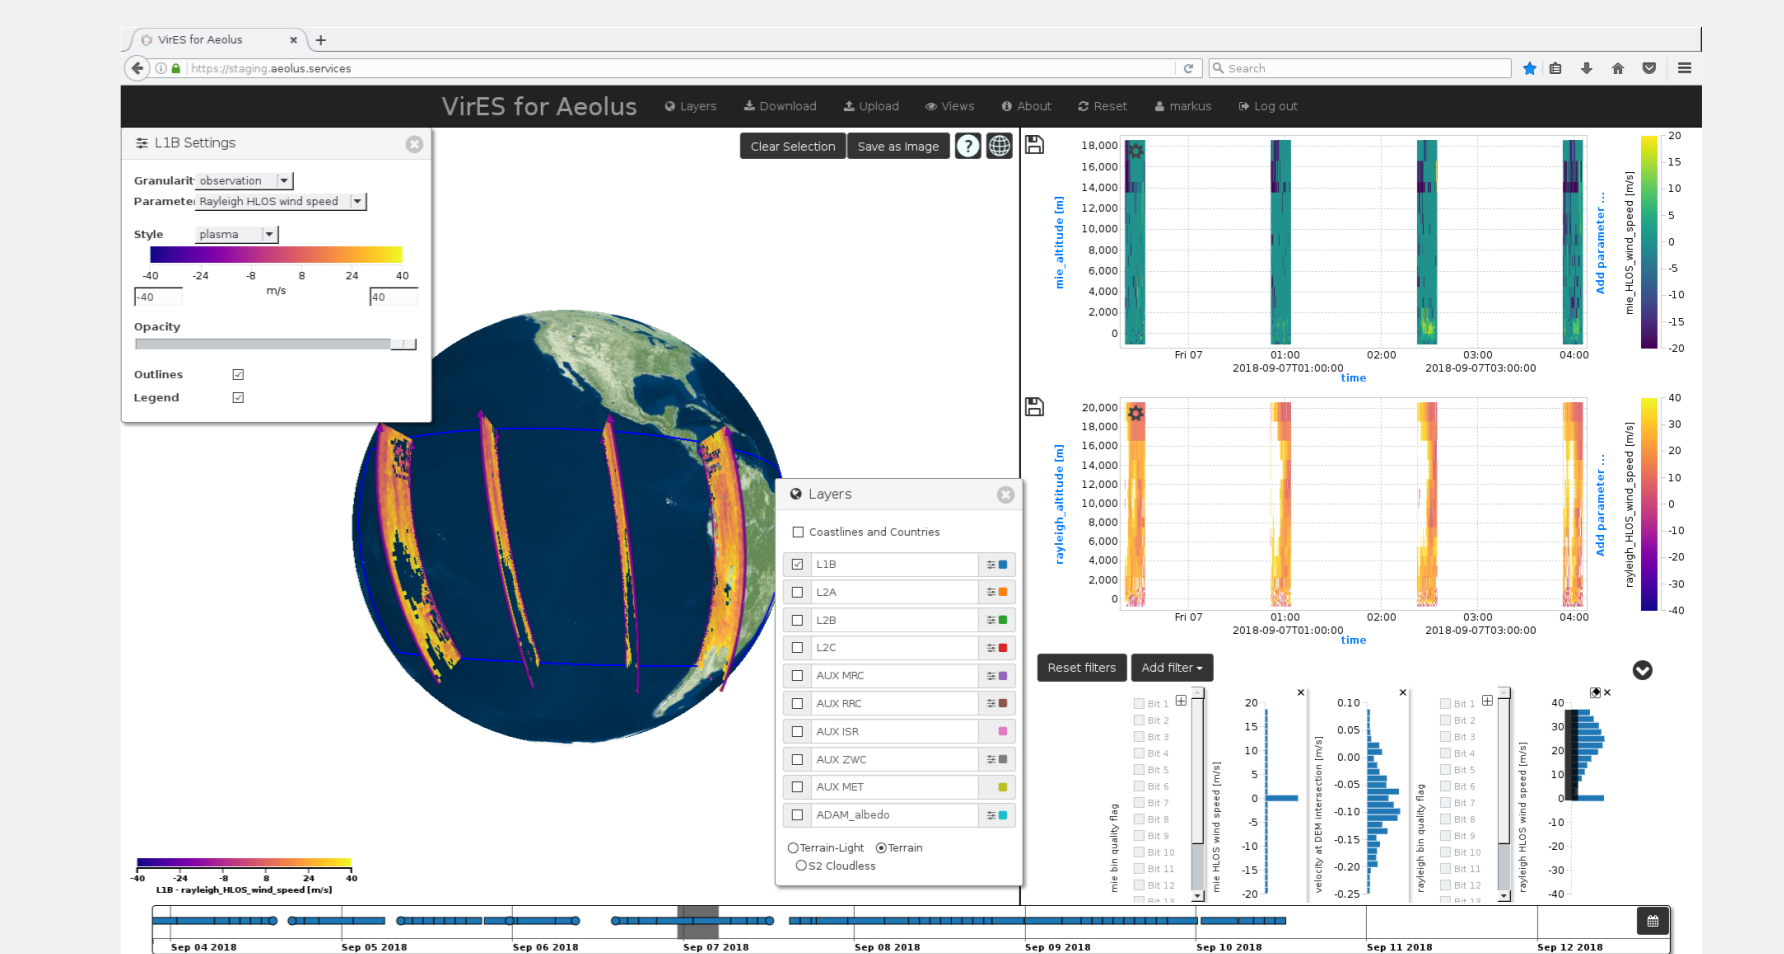 VirES for Aeolus
https://staging.aeolus.services
Search
VirES for Aeolus
Layers
Download
Upload
Views
About
Reset
markus
Log out
L1B Settings
Granularit observation
Paramete Rayleigh HLOS wind speed
Style plasma
-40 -24 -8 8 24 40
m/s
-40 40
Opacity
Outlines
Legend
Clear Selection
Save as Image
?
18,000
16,000
14,000
12,000
10,000
8,000
6,000
4,000
2,000
0
mie_altitude [m]
Fri 07 01:00 02:00 03:00 04:00
2018-09-07T01:00:00 2018-09-07T03:00:00
time
Add parameter ...
mie_HLOS_wind_speed [m/s]
20
15
10
5
0
-5
-10
-15
-20
20,000
18,000
16,000
14,000
12,000
10,000
8,000
6,000
4,000
2,000
0
rayleigh_altitude [m]
Fri 07 01:00 02:00 03:00 04:00
2018-09-07T01:00:00 2018-09-07T03:00:00
time
Add parameter ...
rayleigh_HLOS_wind_speed [m/s]
40
30
20
10
0
-10
-20
-30
-40
Layers
Coastlines and Countries
L1B
L2A
L2B
L2C
AUX MRC
AUX RRC
AUX ISR
AUX ZWC
AUX MET
ADAM_albedo
Terrain-Light Terrain
S2 Cloudless
Reset filters
Add filter
mie bin quality flag
Bit 1
Bit 2
Bit 3
Bit 4
Bit 5
Bit 6
Bit 7
Bit 8
Bit 9
Bit 10
Bit 11
Bit 12
Bit 13
mie HLOS wind speed [m/s]
20
15
10
5
0
-5
-10
-15
-20
velocity at DEM intersection [m/s]
0.10
0.05
0.00
-0.05
-0.10
-0.15
-0.20
-0.25
rayleigh bin quality flag
Bit 1
Bit 2
Bit 3
Bit 4
Bit 5
Bit 6
Bit 7
Bit 8
Bit 9
Bit 10
Bit 11
Bit 12
Bit 13
rayleigh HLOS wind speed [m/s]
40
30
20
10
0
-10
-20
-30
-40
-40 -24 -8 8 24 40
L1B - rayleigh_HLOS_wind_speed [m/s]
Sep 04 2018 Sep 05 2018 Sep 06 2018 Sep 07 2018 Sep 08 2018 Sep 09 2018 Sep 10 2018 Sep 11 2018 Sep 12 2018